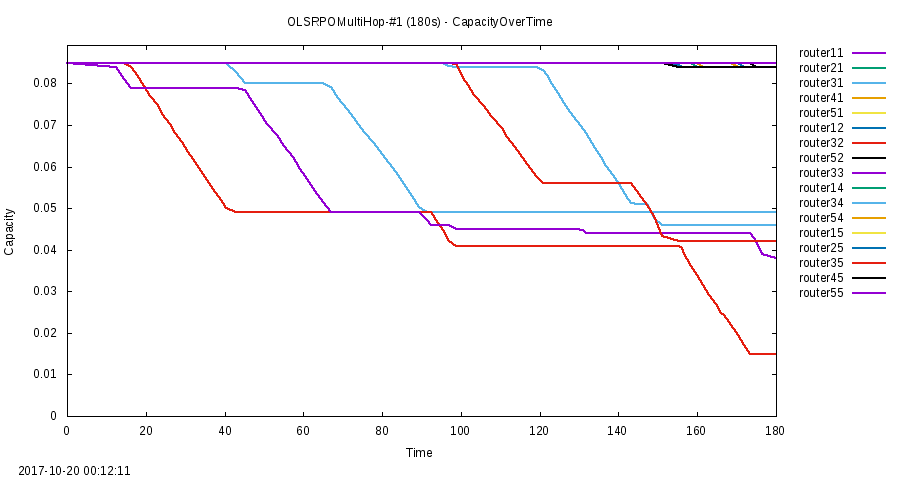 OLSRPOMultiHop-#1 (180s) - CapacityOverTime
router11
router21
router31
router41
router51
router12
router32
router52
router33
router14
router34
router54
router15
router25
router35
router45
router55
0.08
0.07
0.06
0.05
0.04
0.03
0.02
0.01
0
Capacity
0 20 40 60 80 100 120 140 160 180
Time
2017-10-20 00:12:11